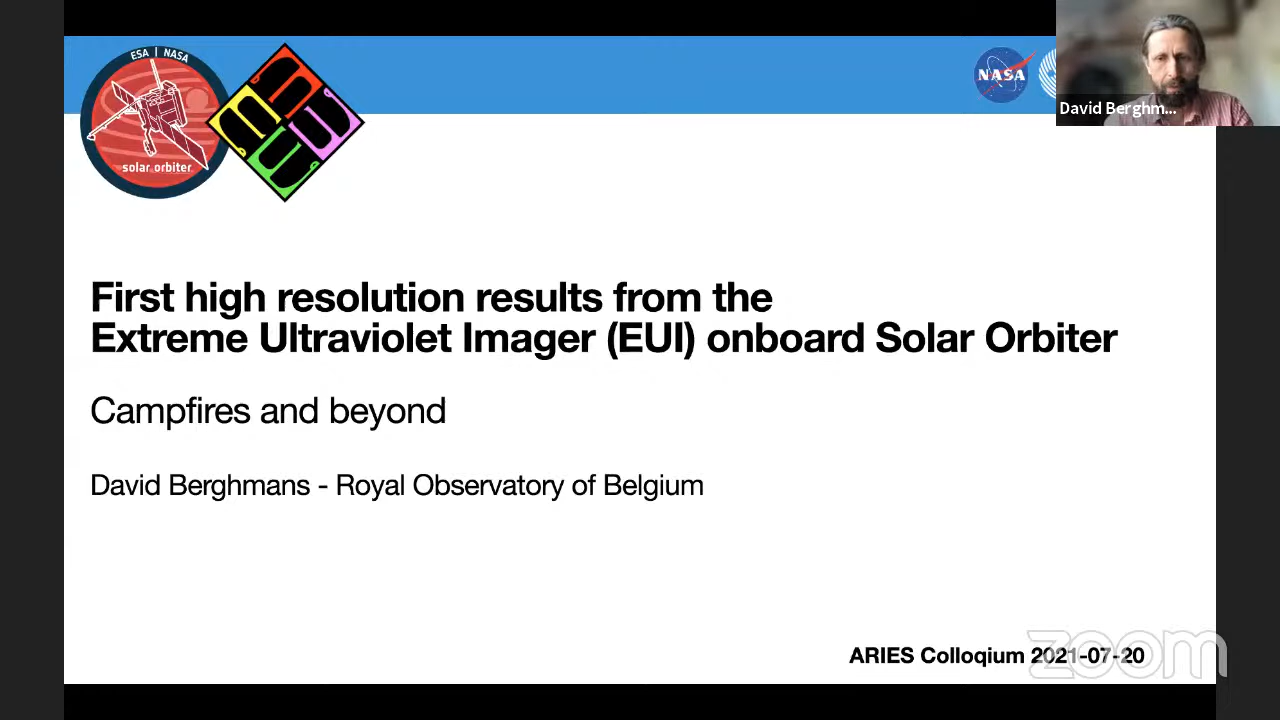 ESA | NASA
solar orbiter
NASA
David Berghm...
First high resolution results from the
Extreme Ultraviolet Imager (EUI) onboard Solar Orbiter
Campfires and beyond
David Berghmans - Royal Observatory of Belgium
ARIES Colloqium 2021-07-20
zoom